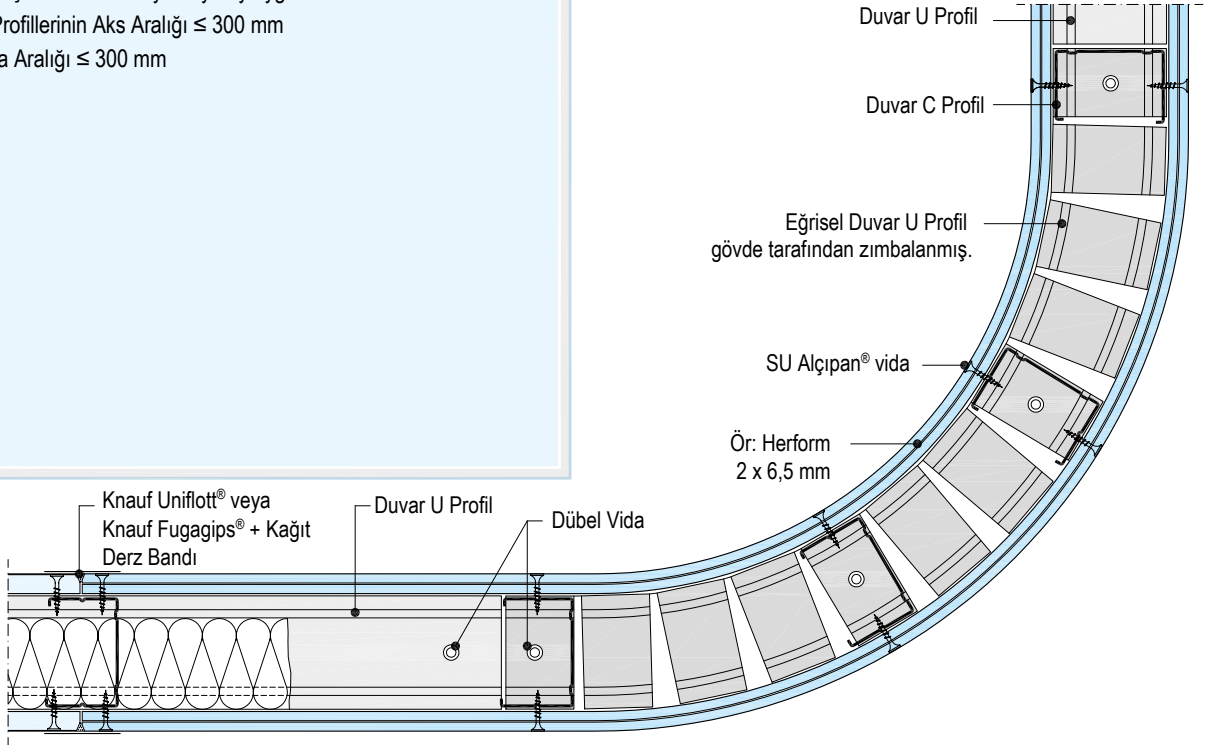 Profillerinin Aks Aralığı ≤ 300 mm
Aralığı ≤ 300 mm
Duvar U Profil
Duvar C Profil
Eğrisel Duvar U Profil
gövde tarafından zımbalanmış.
SU Alçıpan® vida
Ör: Herform
2 x 6,5 mm
Knauf Uniflott® veya
Knauf Fugagips® + Kağıt
Derz Bandı
Duvar U Profil
Dübel Vida